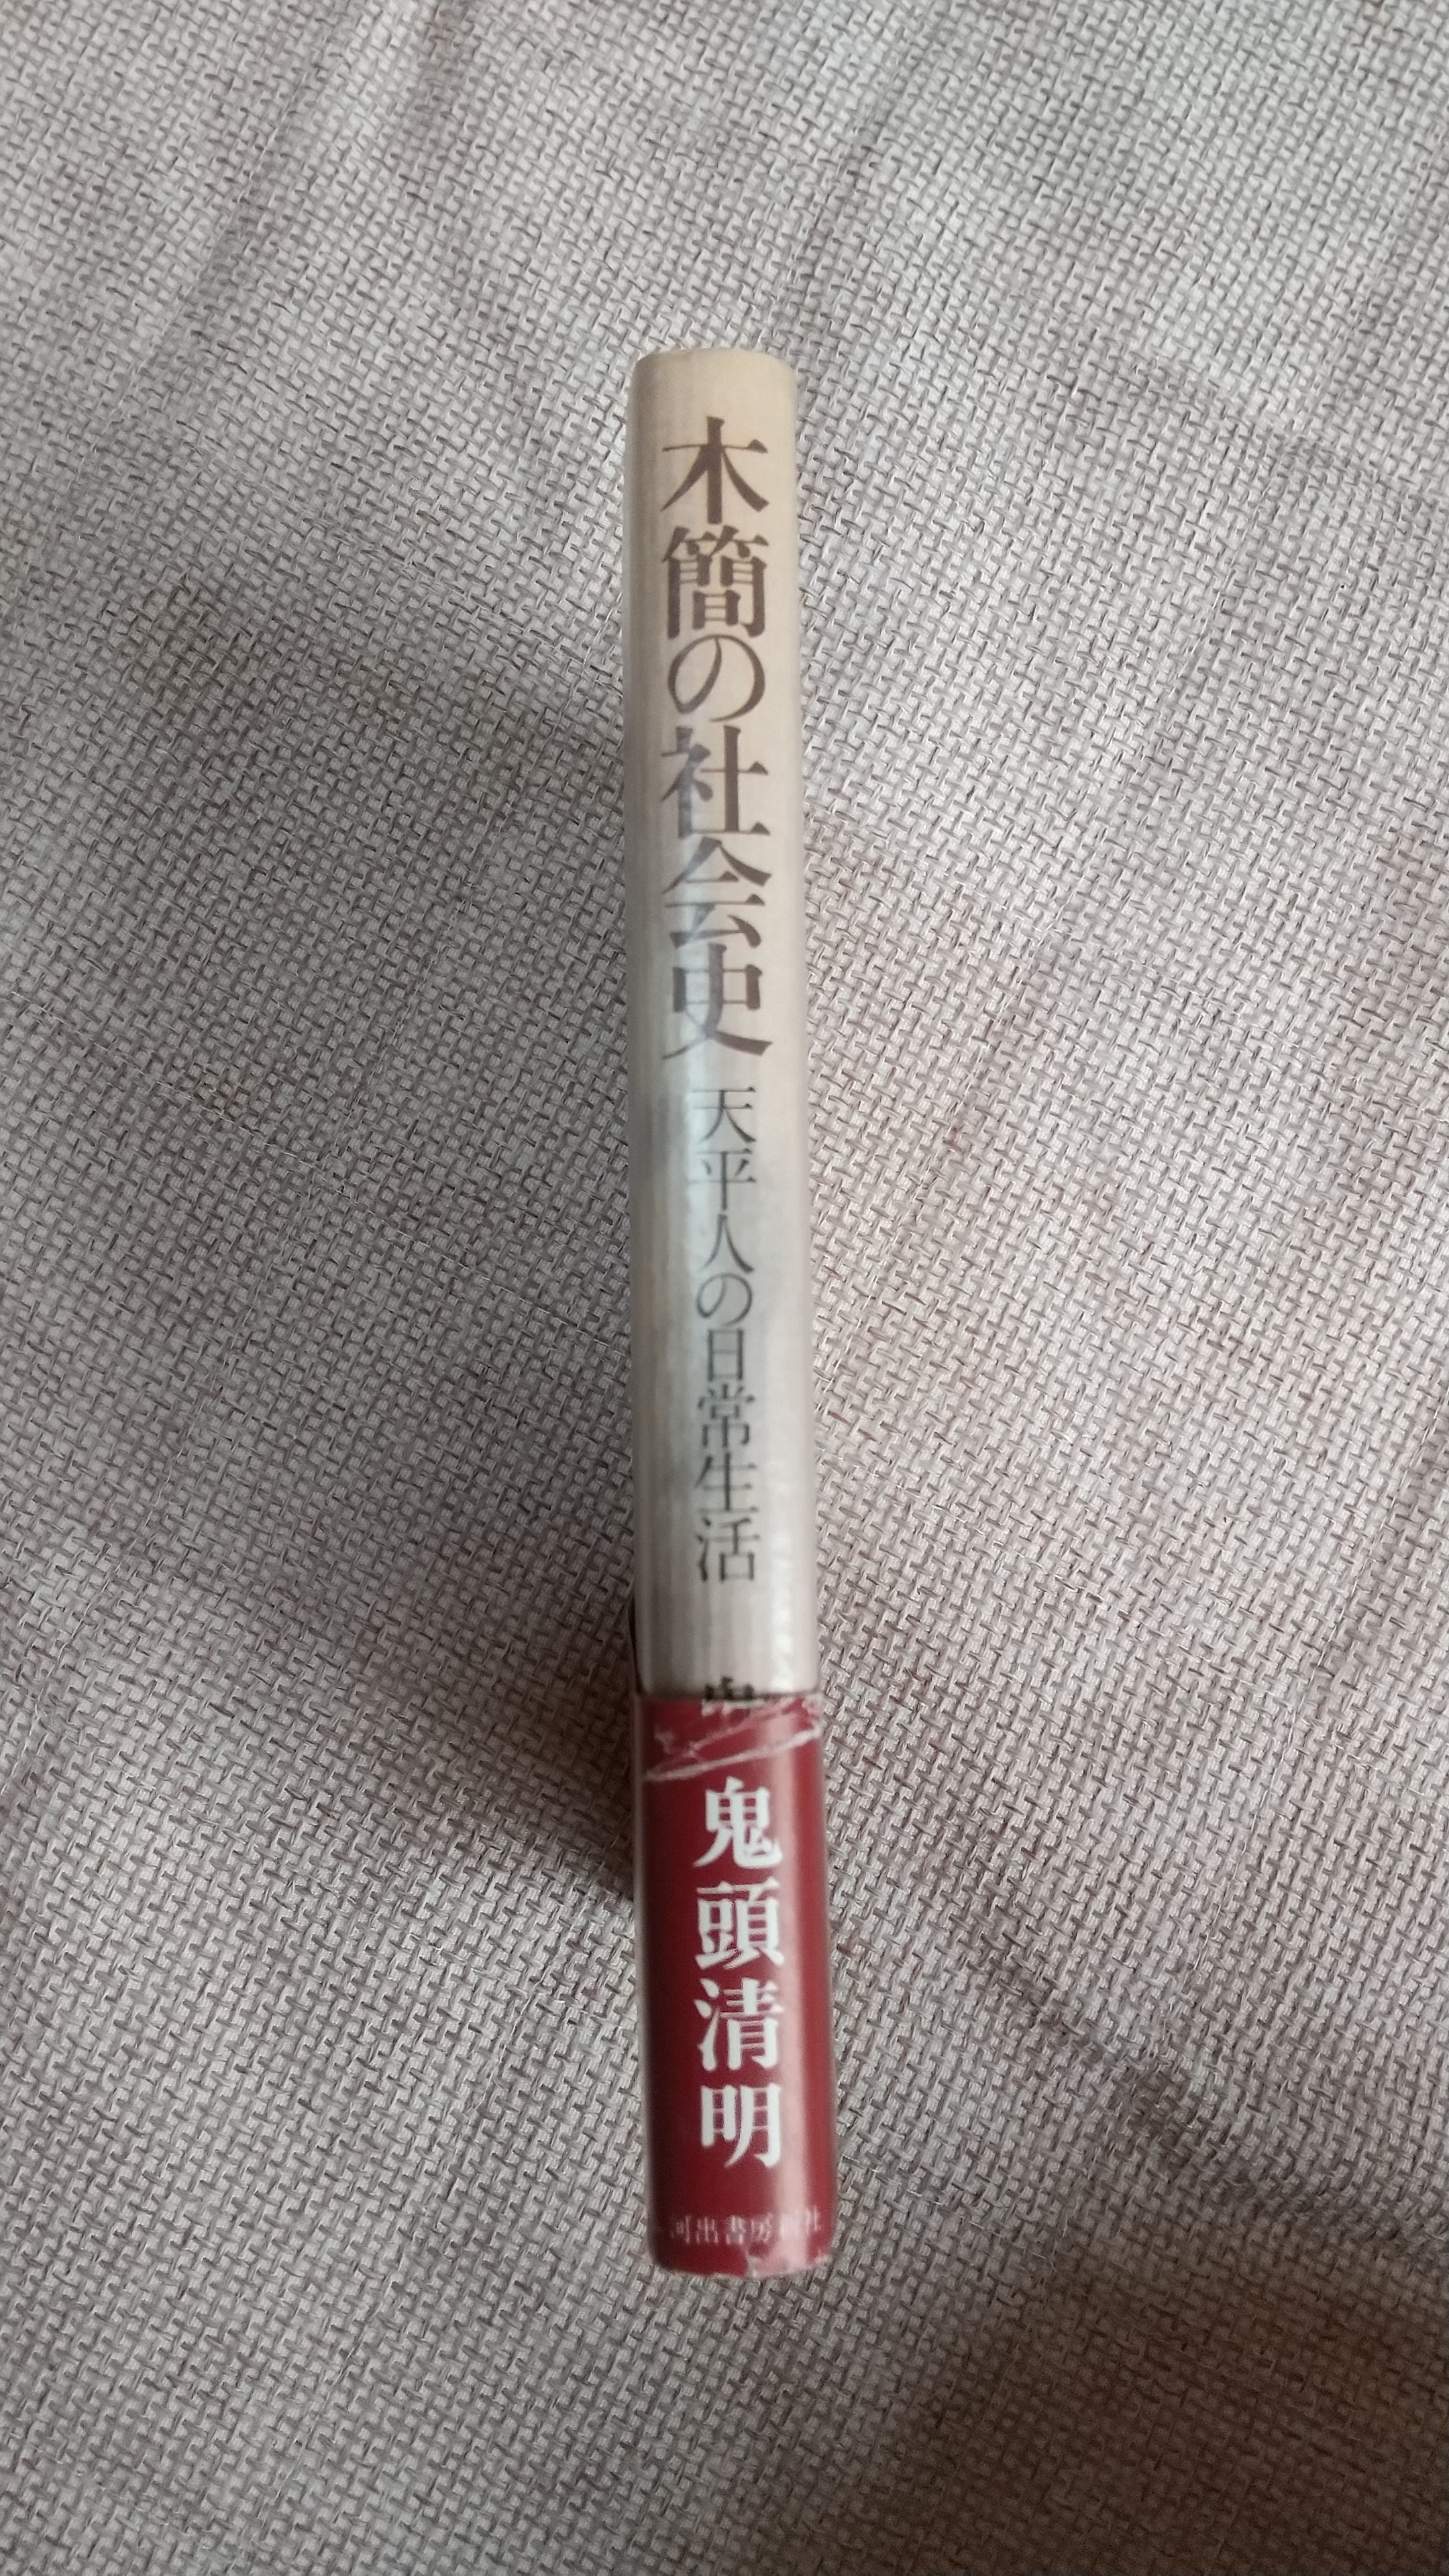 木簡の社会史
天平人の日常生活
鬼頭清明
河出書房新社